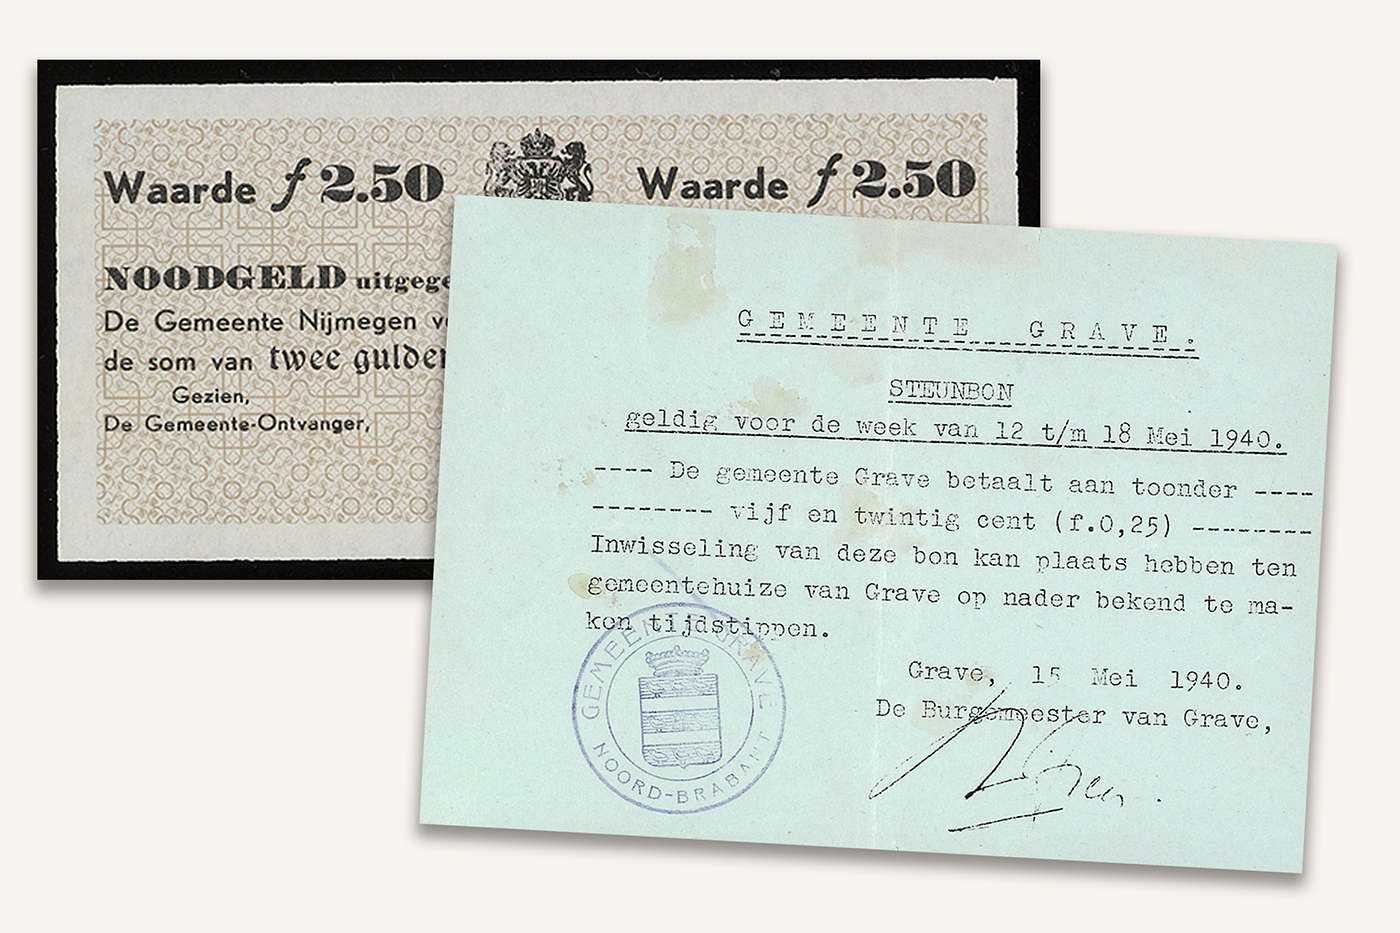 Waarde f 2.50
Waarde f 2.50
NOODGELD uitgege
De Gemeente Nijmegen v
de som van twee gulden
Gezien,
De Gemeente-Ontvanger,
GEMEENTE GRAVE.
STEUNBON
geldig voor de week van 12 t/m 18 Mei 1940.
---- De gemeente Grave betaalt aan toonder ----
-------- vijf en twintig cent (f.0,25) --------
Inwisseling van deze bon kan plaats hebben ten
gemeentehuize van Grave op nader bekend te ma-
ken tijdstippen.
Grave, 15 Mei 1940.
De Burgemeester van Grave,
GEMEENTE GRAVE
NOORD-BRABANT